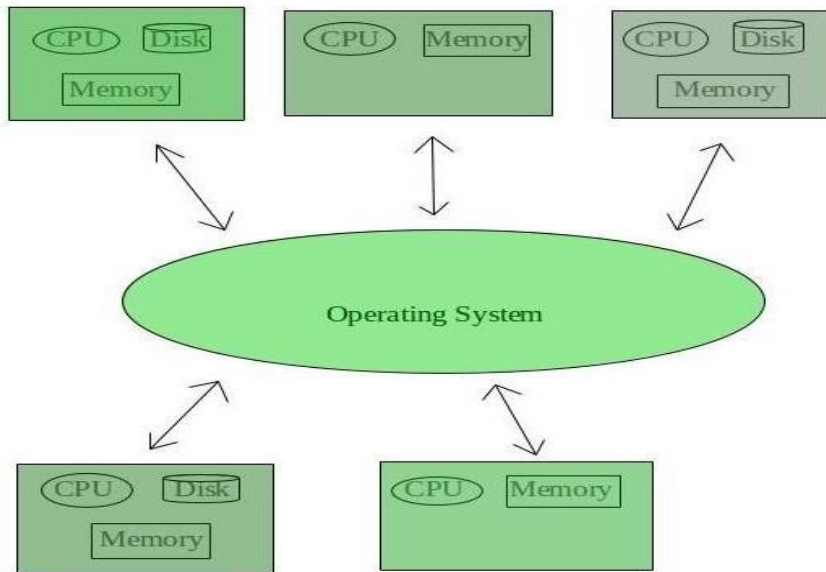 CPU Disk
Memory
CPU Memory
CPU Disk
Memory
Operating System
CPU Disk
Memory
CPU Memory